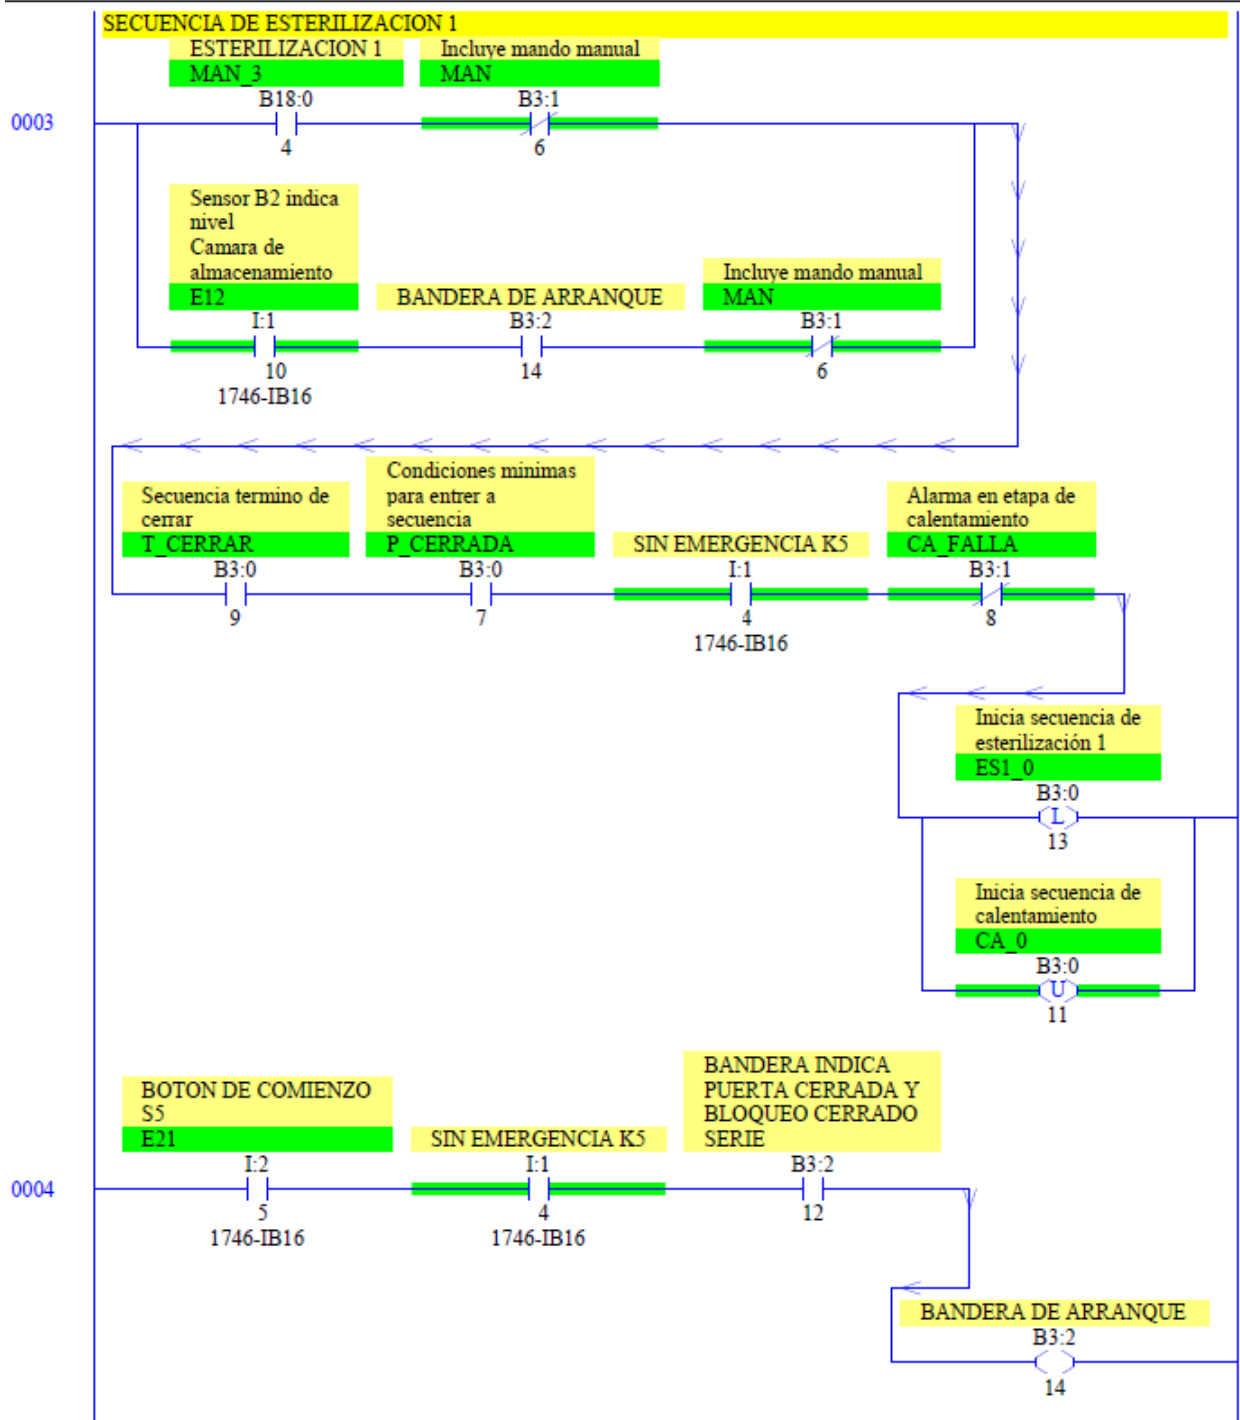 SECUENCIA DE ESTERILIZACION 1
ESTERILIZACION 1
MAN_3
B18:0
4
Incluye mando manual
MAN
B3:1
6
0003
Sensor B2 indica
nivel
Camara de
almacenamiento
E12
I:1
10
1746-IB16
BANDERA DE ARRANQUE
B3:2
14
Incluye mando manual
MAN
B3:1
6
Secuencia termino de
cerrar
T_CERRAR
B3:0
9
Condiciones minimas
para entrer a
secuencia
P_CERRADA
B3:0
7
SIN EMERGENCIA K5
I:1
4
1746-IB16
Alarma en etapa de
calentamiento
CA_FALLA
B3:1
8
Inicia secuencia de
esterilización 1
ES1_0
B3:0
L
13
Inicia secuencia de
calentamiento
CA_0
B3:0
U
11
0004
BOTON DE COMIENZO
S5
E21
I:2
5
1746-IB16
SIN EMERGENCIA K5
I:1
4
1746-IB16
BANDERA INDICA
PUERTA CERRADA Y
BLOQUEO CERRADO
SERIE
B3:2
12
BANDERA DE ARRANQUE
B3:2
14